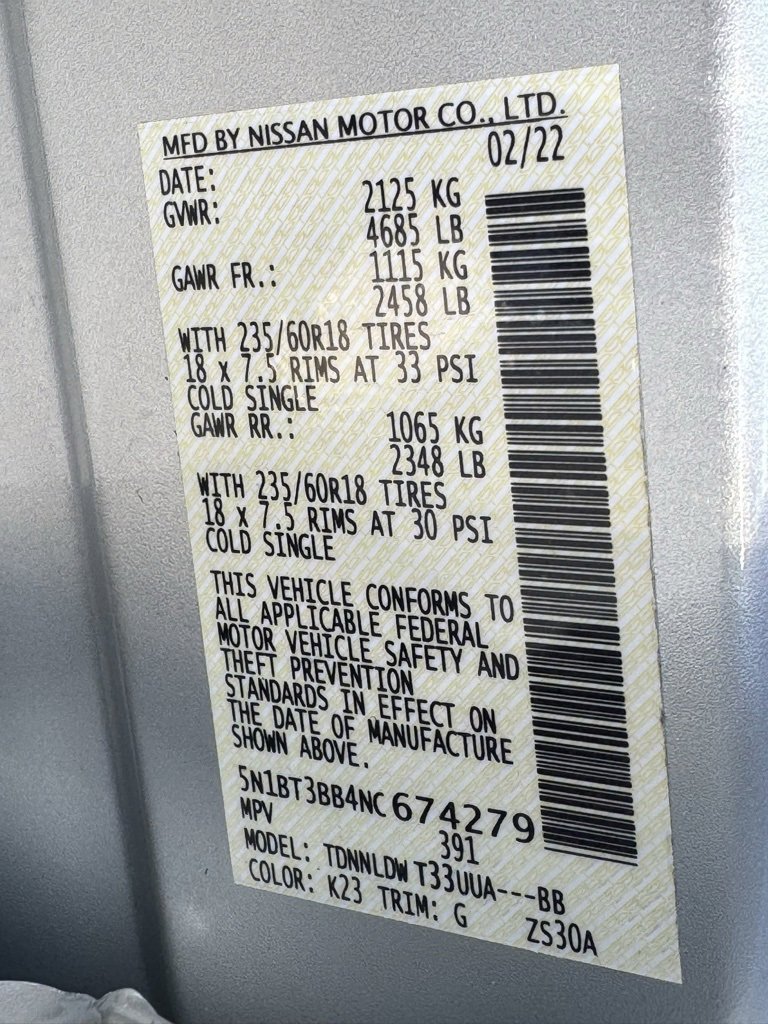 MFD BY NISSAN MOTOR CO., LTD.
DATE: 02/22
GVWR: 2125 KG
4685 LB
GAWR FR.: 1115 KG
2458 LB
WITH 235/60R18 TIRES
18 x 7.5 RIMS AT 33 PSI
COLD SINGLE
GAWR RR.: 1065 KG
2348 LB
WITH 235/60R18 TIRES
18 x 7.5 RIMS AT 30 PSI
COLD SINGLE
THIS VEHICLE CONFORMS TO
ALL APPLICABLE FEDERAL
MOTOR VEHICLE SAFETY AND
THEFT PREVENTION
STANDARDS IN EFFECT ON
THE DATE OF MANUFACTURE
SHOWN ABOVE.
5N1BT3BB4NC674279
MPV 391
MODEL: TDNNLDW T33UUA---BB
COLOR: K23 TRIM: G ZS30A